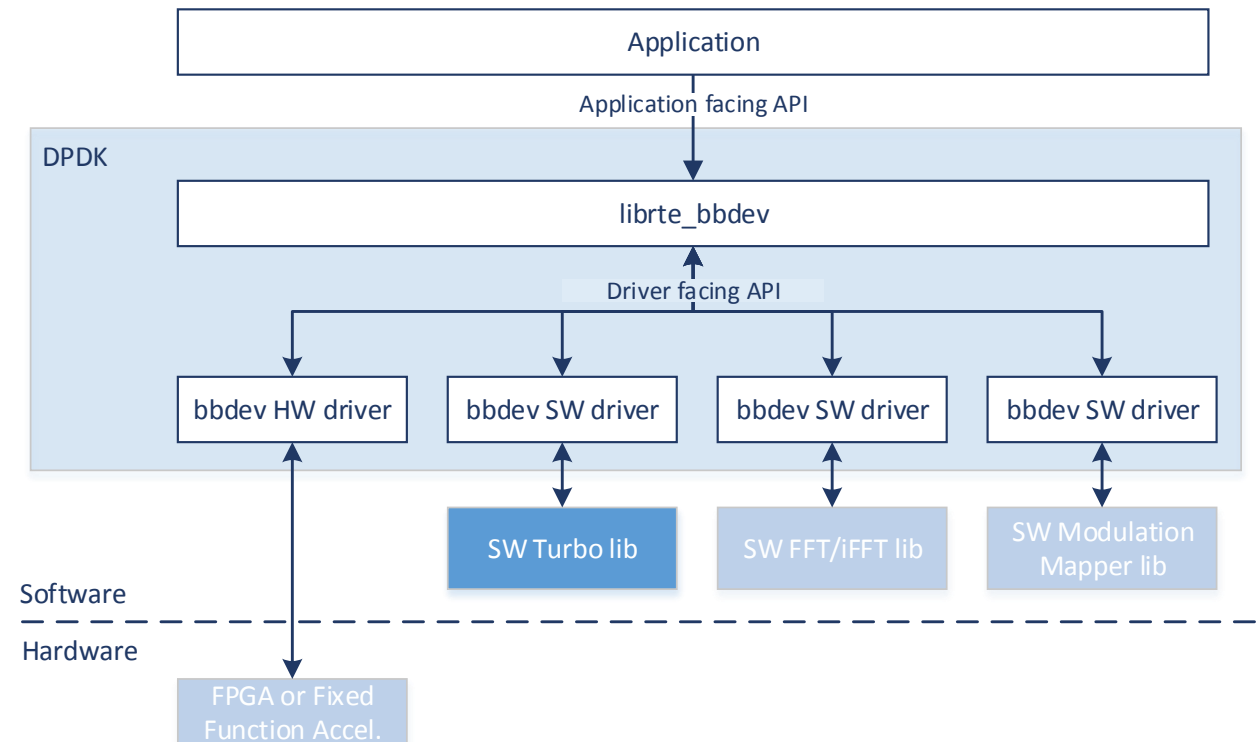 Application
Application facing API
DPDK
librte_bbdev
Driver facing API
bbdev HW driver
bbdev SW driver
bbdev SW driver
bbdev SW driver
SW Turbo lib
SW FFT/iFFT lib
SW Modulation
Mapper lib
Software
Hardware
FPGA or Fixed
Function Accel.